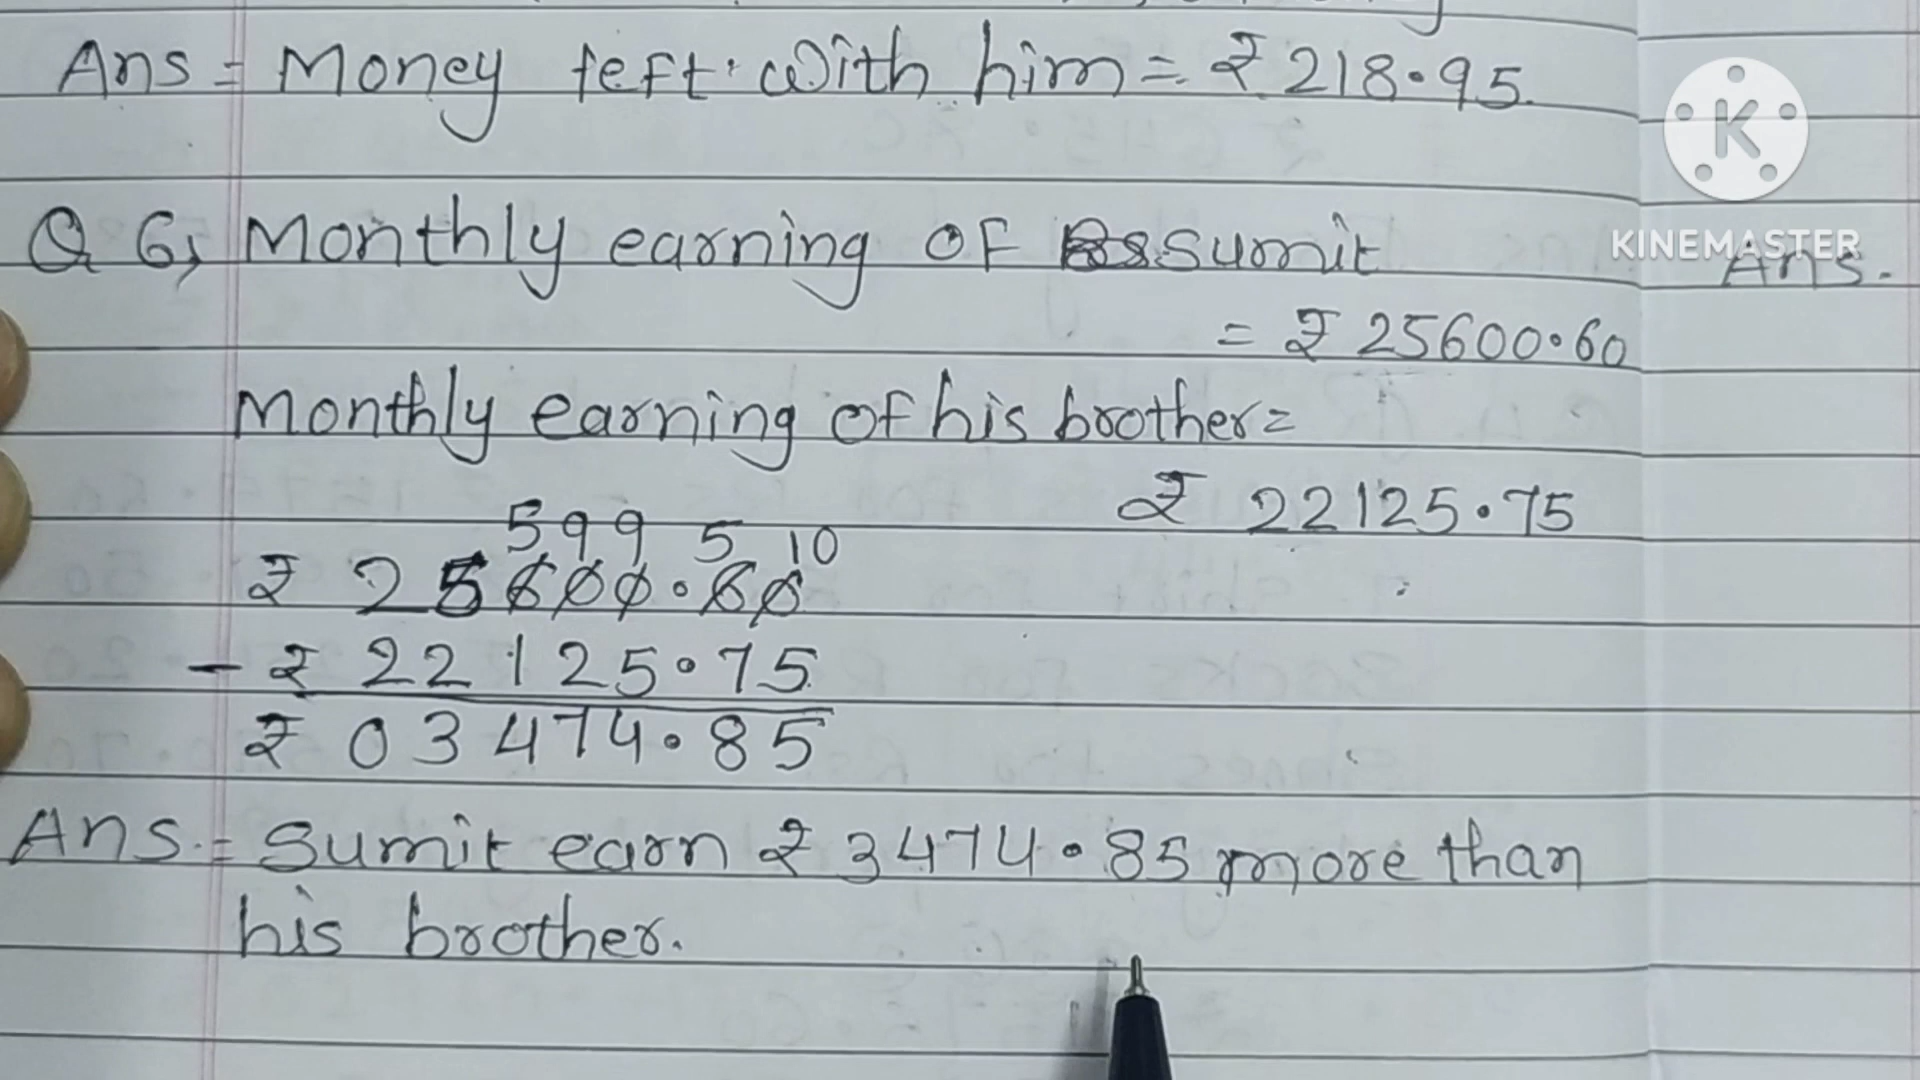 Ans = Money left with him = ₹ 218.95.
K
KINEMASTER
Q 6, Monthly earning of Sumit
Ans.
= ₹ 25600.60
Monthly earning of his brother =
₹ 22125.75
5 9 9 5 10
₹ 25600.60
- ₹ 22125.75
₹ 03474.85
Ans. = Sumit earn ₹ 3474.85 more than
his brother.